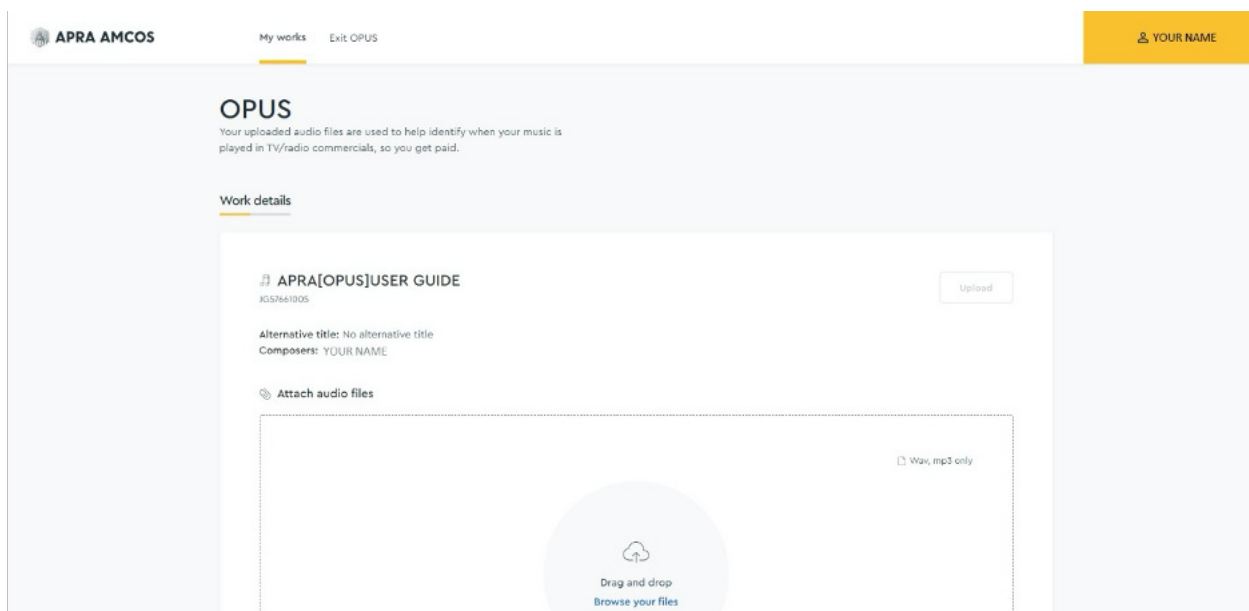 APRA AMCOS
My works
Exit OPUS
YOUR NAME
OPUS
Your uploaded audio files are used to help identify when your music is
played in TV/radio commercials, so you get paid.
Work details
APRA[OPUS]USER GUIDE
JG57661005
Upload
Alternative title: No alternative title
Composers: YOUR NAME
Attach audio files
Wav, mp3 only
Drag and drop
Browse your files